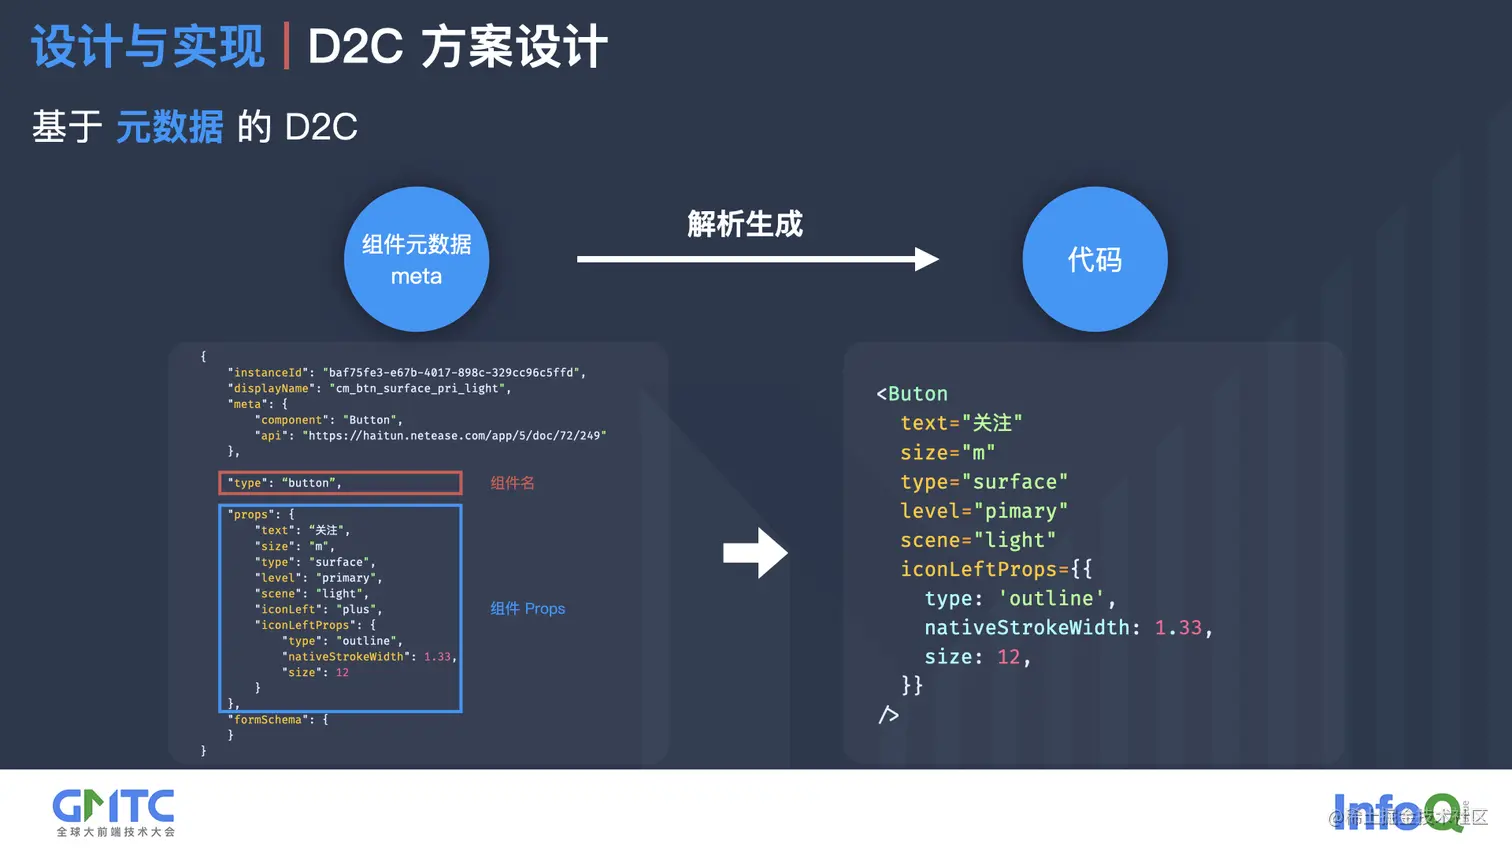 设计与实现 | D2C 方案设计
基于 元数据 的 D2C
组件元数据
meta
解析生成
代码
{
"instanceId": "baf75fe3-e67b-4017-898c-329cc96c5ffd",
"displayName": "cm_btn_surface_pri_light",
"meta": {
"component": "Button",
"api": "https://haitun.netease.com/app/5/doc/72/249"
},
"type": “button”,
组件名
"props": {
"text": “关注”,
"size": “m”,
"type": “surface”,
"level": “primary”,
"scene": “light”,
"iconLeft": “plus”,
"iconLeftProps": {
"type": “outline”,
"nativeStrokeWidth": 1.33,
"size": 12
}
},
组件 Props
"formSchema": {
}
}
<Buton
text="关注"
size="m"
type="surface"
level="pimary"
scene="light"
iconLeftProps={{
type: 'outline',
nativeStrokeWidth: 1.33,
size: 12,
}}
/>
GMTC
全球大前端技术大会
InfoQ
@稀土掘金技术社区